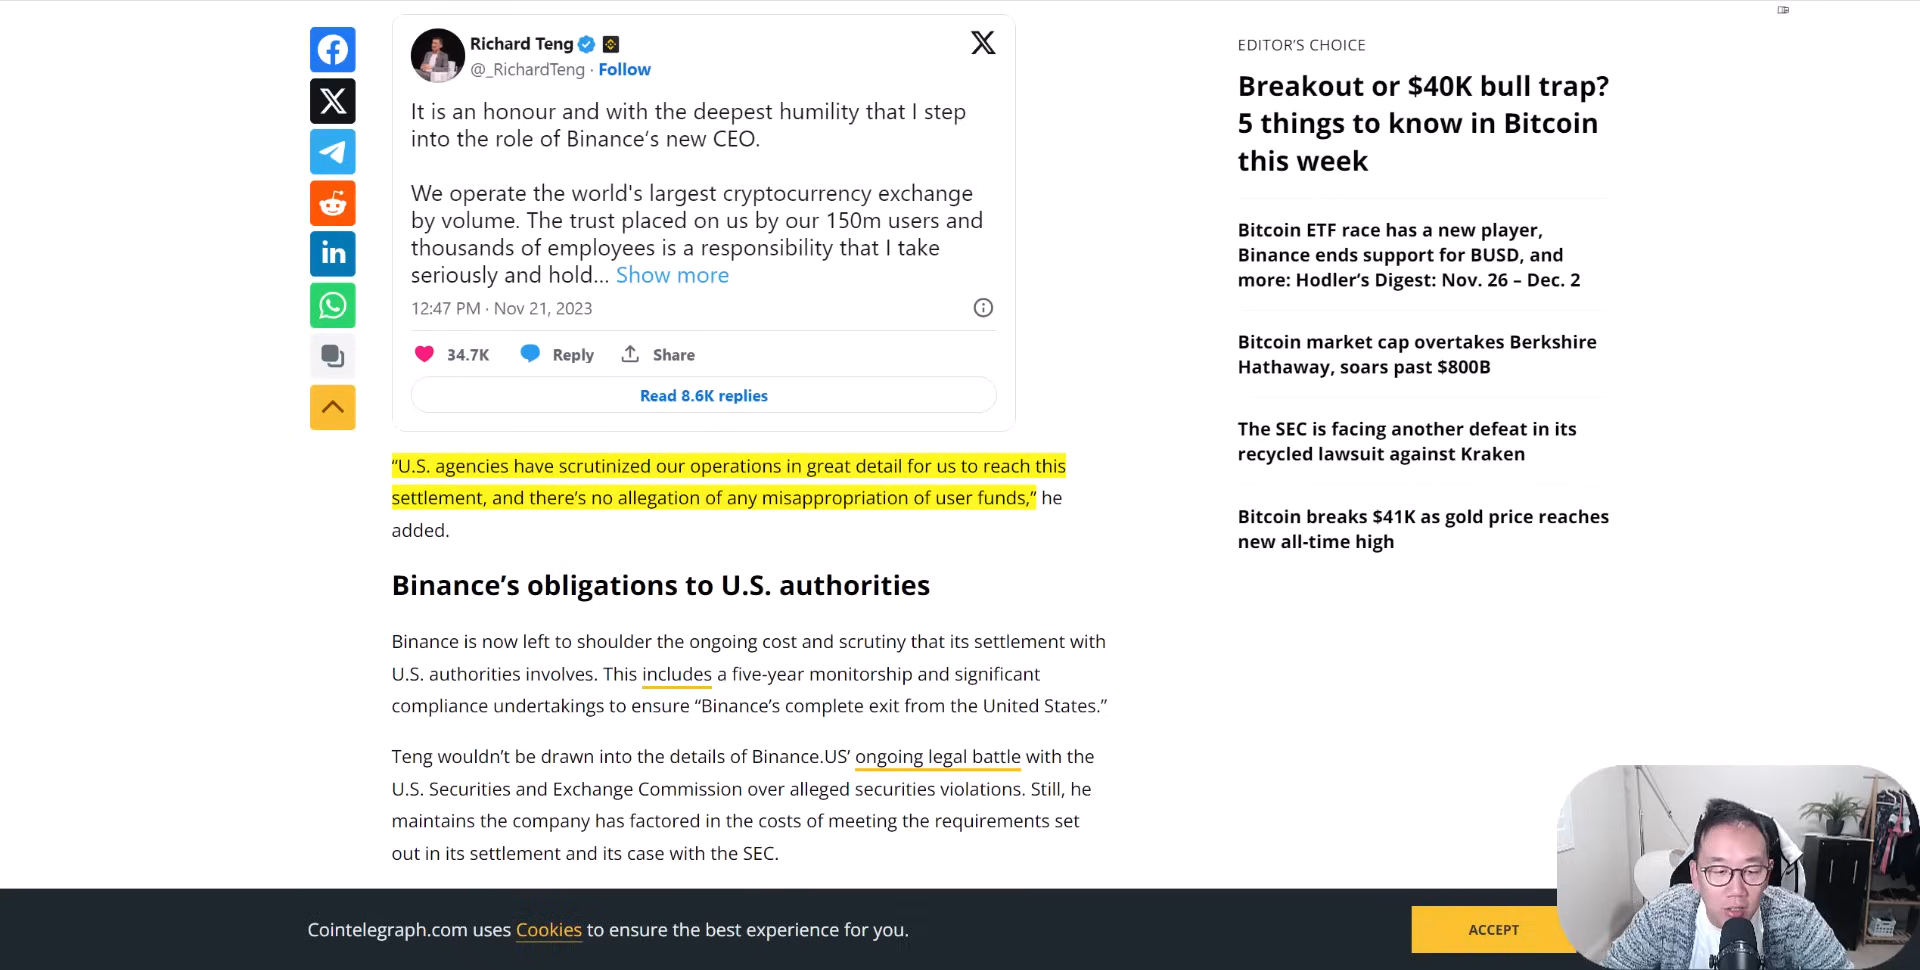 Richard Teng
@_RichardTeng · Follow
It is an honour and with the deepest humility that I step
into the role of Binance’s new CEO.
We operate the world's largest cryptocurrency exchange
by volume. The trust placed on us by our 150m users and
thousands of employees is a responsibility that I take
seriously and hold... Show more
12:47 PM · Nov 21, 2023
34.7K Reply Share
Read 8.6K replies
“U.S. agencies have scrutinized our operations in great detail for us to reach this
settlement, and there’s no allegation of any misappropriation of user funds,” he
added.
Binance’s obligations to U.S. authorities
Binance is now left to shoulder the ongoing cost and scrutiny that its settlement with
U.S. authorities involves. This includes a five-year monitorship and significant
compliance undertakings to ensure “Binance’s complete exit from the United States.”
Teng wouldn’t be drawn into the details of Binance.US’ ongoing legal battle with the
U.S. Securities and Exchange Commission over alleged securities violations. Still, he
maintains the company has factored in the costs of meeting the requirements set
out in its settlement and its case with the SEC.
EDITOR’S CHOICE
Breakout or $40K bull trap?
5 things to know in Bitcoin
this week
Bitcoin ETF race has a new player,
Binance ends support for BUSD, and
more: Hodler’s Digest: Nov. 26 – Dec. 2
Bitcoin market cap overtakes Berkshire
Hathaway, soars past $800B
The SEC is facing another defeat in its
recycled lawsuit against Kraken
Bitcoin breaks $41K as gold price reaches
new all-time high
Cointelegraph.com uses Cookies to ensure the best experience for you.
ACCEPT